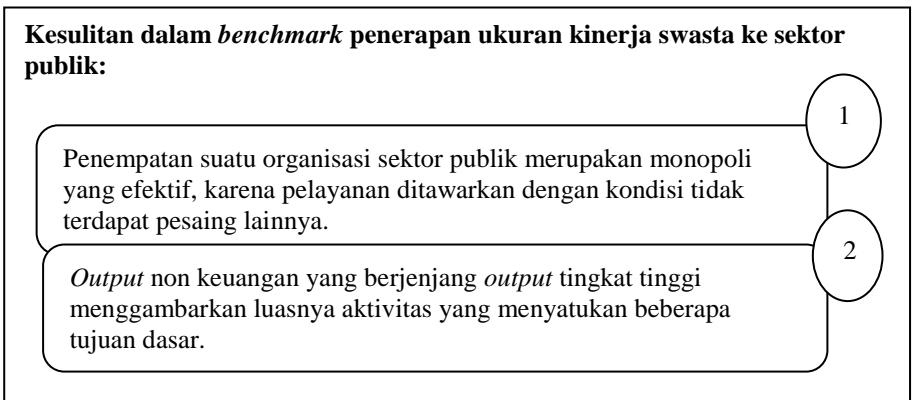 Kesulitan dalam benchmark penerapan ukuran kinerja swasta ke sektor
publik:
1
Penempatan suatu organisasi sektor publik merupakan monopoli
yang efektif, karena pelayanan ditawarkan dengan kondisi tidak
terdapat pesaing lainnya.
2
Output non keuangan yang berjenjang output tingkat tinggi
menggambarkan luasnya aktivitas yang menyatukan beberapa
tujuan dasar.